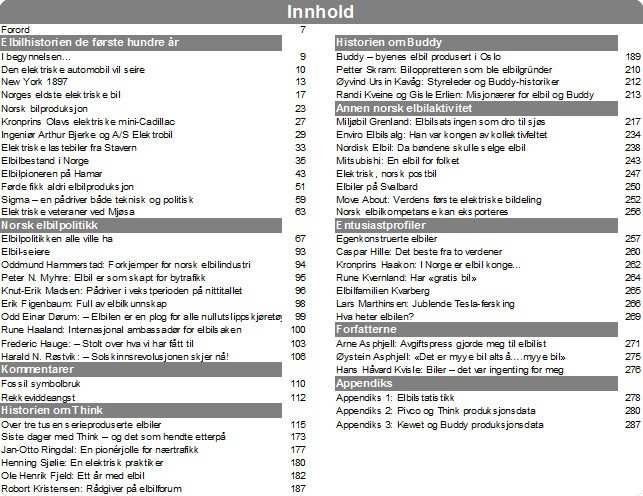 Innhold
Forord 7
Elbilhistorien de første hundre år
I begynnelsen... 9
Den elektriske automobil vil seire 10
New York 1897 13
Norges eldste elektriske bil 17
Norsk bilproduksjon 23
Kronprins Olavs elektriske mini-Cadillac 27
Ingeniør Arthur Bjerke og A/S Elektrobil 29
Elektriske lastebiler fra Stavern 33
Elbilbestand i Norge 35
Elbilpioneren på Hamar 43
Førde fikk aldri elbilproduksjon 51
Sigma – en pådriver både teknisk og politisk 59
Elektriske veteraner ved Mjøsa 63
Norsk elbilpolitikk
Elbilpolitikken alle ville ha 67
Elbil-seiere 93
Oddmund Hammerstad: Forkjemper for norsk elbilindustri 94
Peter N. Myhre: Elbil er som skapt for bytrafikk 95
Knut-Erik Madsen: Pådriver i vekstperioden på nittitallet 96
Erik Figenbaum: Full av elbilkunnskap 98
Odd Einar Dørum: – Elbilen er en plog for alle nullutslippskjøretøy 99
Rune Haaland: Internasjonal ambassadør for elbilsaken 100
Frederic Hauge: – Stolt over hva vi har fått til 103
Harald N. Røstvik: – Solskinnsrevolusjonen skjer nå! 106
Kommentarer
Fossil symbolbruk 110
Rekkeviddeangst 112
Historien om Think
Over tre tusen serieproduserte elbiler 115
Siste dager med Think – og det som hendte etterpå 173
Jan-Otto Ringdal: En pionérjolle for nærtrafikk 177
Henning Sjølie: En elektrisk praktiker 180
Ole Henrik Fjeld: Ett år med elbil 182
Robort Kristensen: Rådgiver på elbilforum 187
Historien om Buddy
Buddy – byenes elbil produsert i Oslo 189
Petter Skram: Biloppretteren som ble elbilgründer 210
Øyvind Ursin Kavåg: Styreleder og Buddy-historiker 212
Randi Kveine og Gisle Erlien: Misjonærer for elbil og Buddy 213
Annen norsk elbilaktivitet
Miljøbil Grenland: Elbilsatsingen som dro til sjøs 217
Enviro Elbilsalg: Han var kongen av kollektivfeltet 234
Nordisk Elbil: Da bøndene skulle selge elbil 238
Mitsubishi: En elbil for folket 243
Elektrisk, norsk postbil 247
Elbiler på Svalbard 250
Move About: Verdens første elektriske bildeling 252
Norsk elbilkompetanse kan eksporteres 256
Entusiastprofiler
Egenkonstruerte elbiler 257
Caspar Hille: Det beste fra to verdener 260
Kronprins Haakon: I Norge er elbil konge... 262
Rune Kvernland: Har «gratis bil» 264
Elbilfamilien Kvarberg 265
Lars Marthinsen: Jublende Tesla-fersking 266
Hva heter elbilen? 269
Forfatterne
Arne Asphjell: Avgiftspress gjorde meg til elbilist 271
Øystein Asphjell: «Det er mye bil altså....mye bil» 275
Hans Håvard Kvisle: Biler – det var ingenting for meg 276
Appendiks
Appendiks 1: Elbilstatistikk 278
Appendiks 2: Pivco og Think produksjonsdata 280
Appendiks 3: Kewet og Buddy produksjonsdata 287